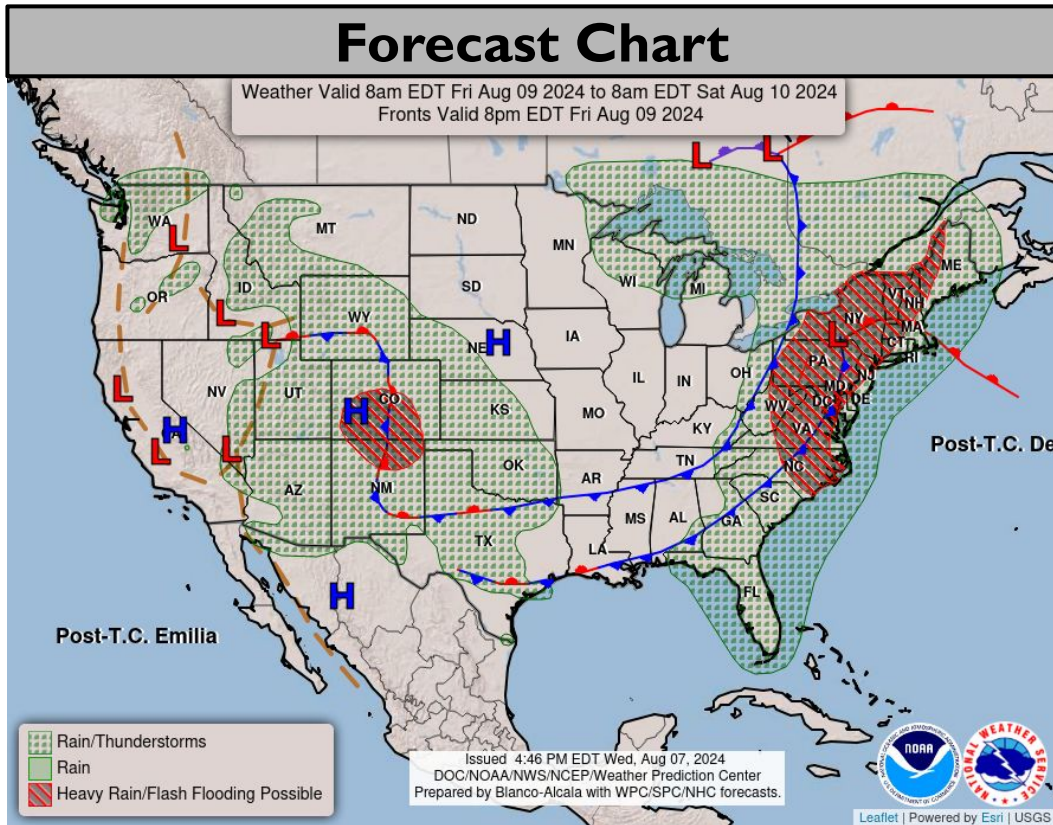 Forecast Chart
Weather Valid 8am EDT Fri Aug 09 2024 to 8am EDT Sat Aug 10 2024
Fronts Valid 8pm EDT Fri Aug 09 2024
L L
WA L
MT
ND
MN
ME
OR
ID
SD
WI
MI
VT
NH
L
WY
NY
MA
L
NE H
IA
L
CT
RI
PA
NJ
NV
UT
CO
H
IL
IN
OH
MD
DE
DC
L
H
KS
MO
WV
VA
KY
L
L
Post-T.C. De
OK
TN
NC
AZ
NM
AR
SC
TX
MS
AL
GA
LA
FL
H
Post-T.C. Emilia
Rain/Thunderstorms
Rain
Heavy Rain/Flash Flooding Possible
Issued 4:46 PM EDT Wed, Aug 07, 2024
DOC/NOAA/NWS/NCEP/Weather Prediction Center
Prepared by Blanco-Alcala with WPC/SPC/NHC forecasts.
NOAA
NATIONAL WEATHER SERVICE
Leaflet | Powered by Esri | USGS